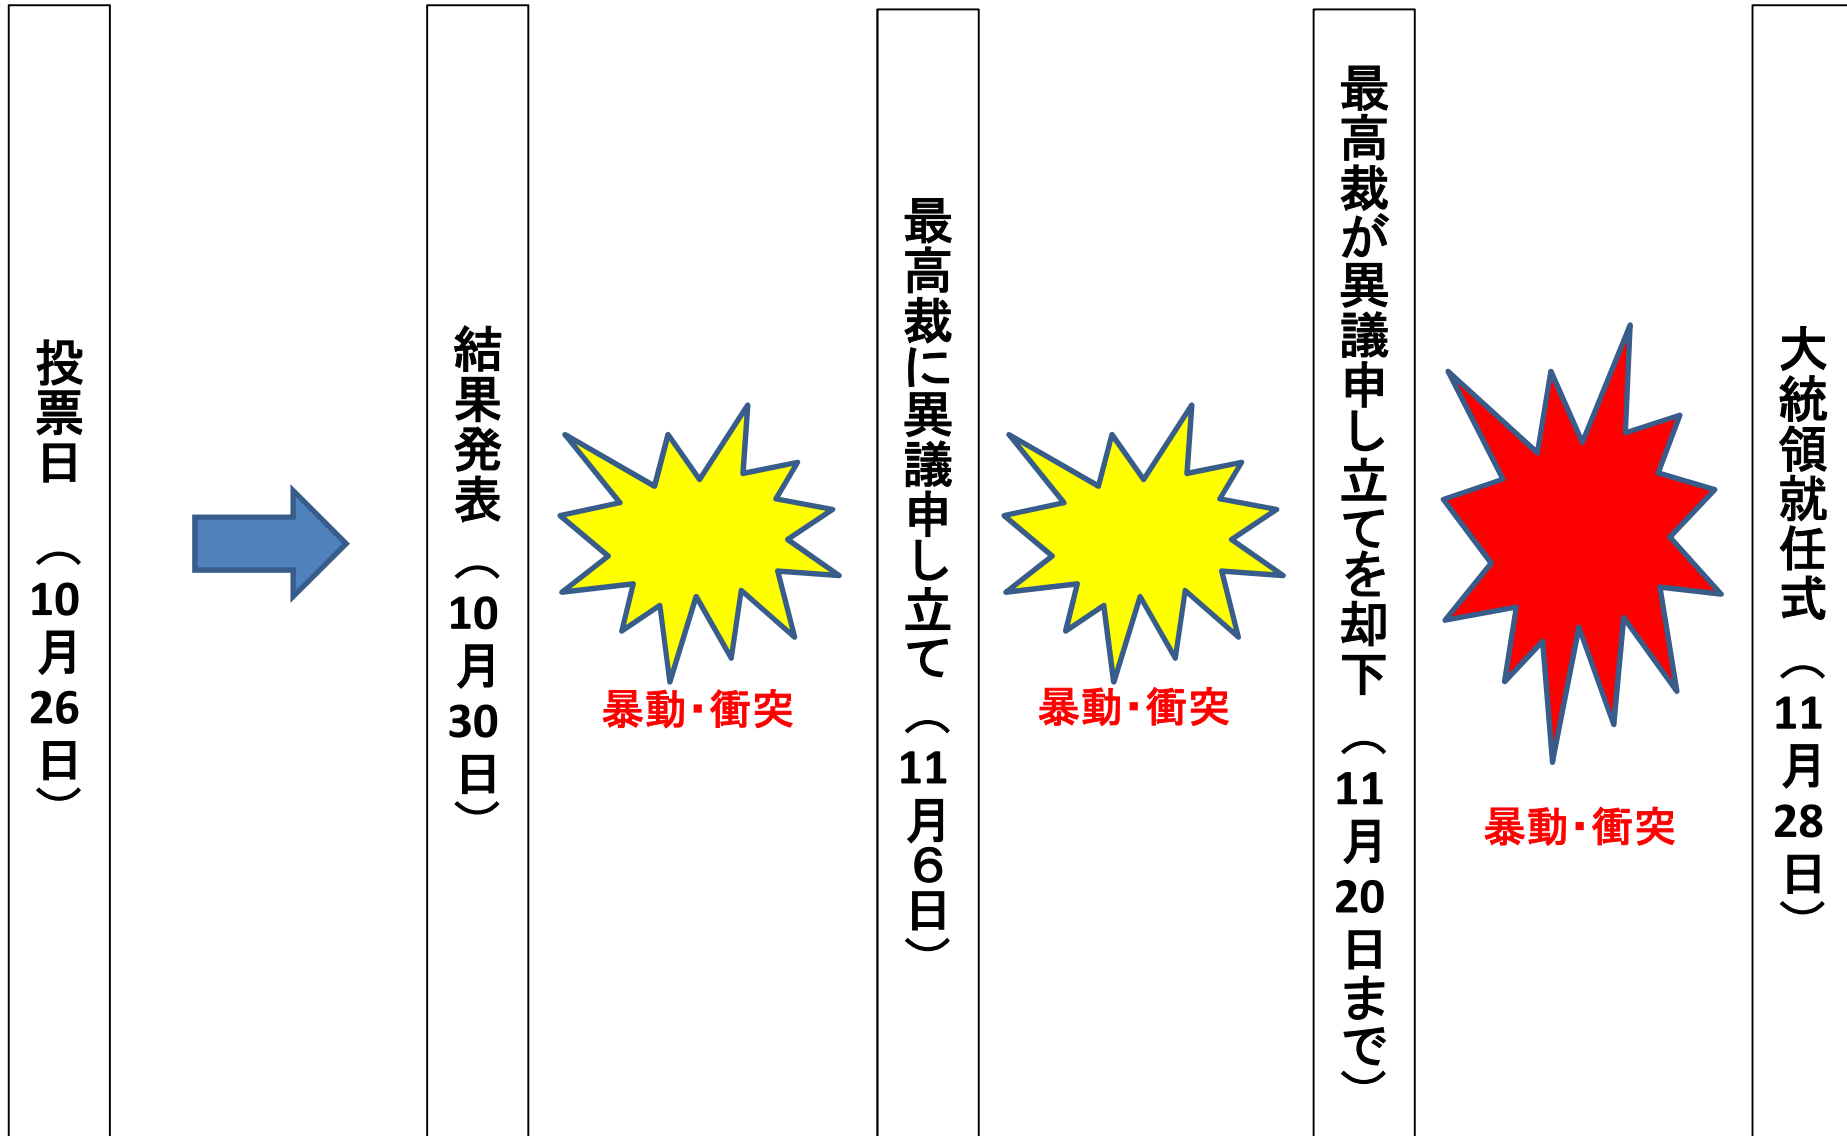 投票日　（10月26日）
結果発表（10月30日）
暴動・衝突
最高裁に異議申し立て　（11月６日）
暴動・衝突
最高裁が異議申し立てを却下　（11月20日まで）
暴動・衝突
大統領就任式　（11月28日）